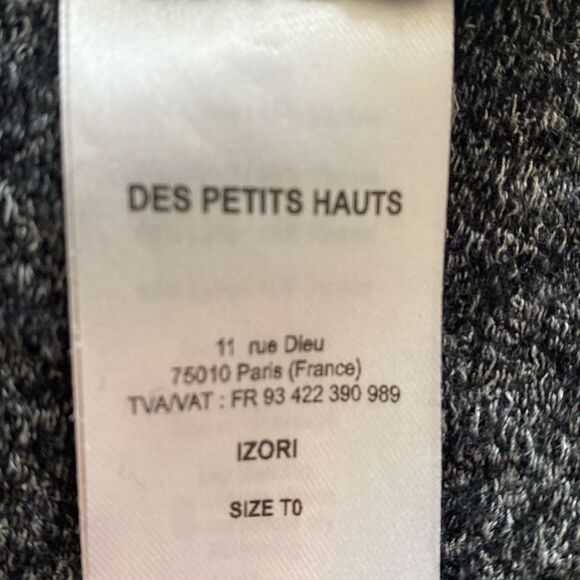 DES PETITS HAUTS
11 rue Dieu
75010 Paris (France)
TVA/VAT : FR 93 422 390 989
IZORI
SIZE T0